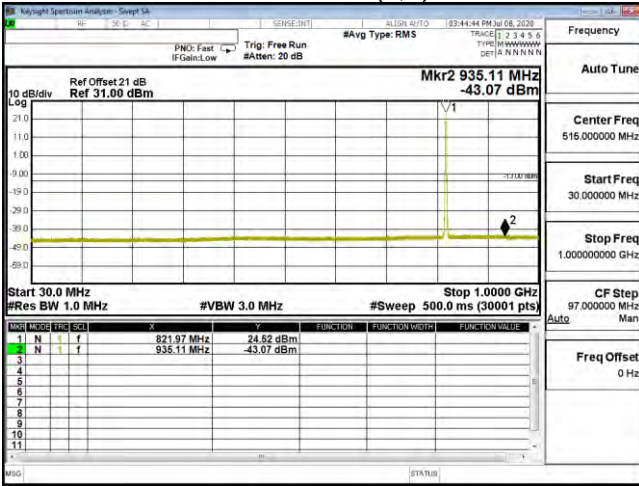 Keysight Spectrum Analyzer - Swept SA
RF 50 Ω AC SENSE:INT ALIGN AUTO 03:44:44 PM Jul 08, 2020
#Avg Type: RMS TRACE 1 2 3 4 5 6
PNO: Fast Trig: Free Run TYPE M WWWWW
IFGain:Low #Atten: 20 dB DET A N N N N N
Frequency
Auto Tune
Center Freq
515.000000 MHz
Start Freq
30.000000 MHz
Stop Freq
1.000000000 GHz
CF Step
97.000000 MHz
Auto Man
Freq Offset
0 Hz
Mkr2 935.11 MHz
-43.07 dBm
Ref Offset 21 dB
10 dB/div Ref 31.00 dBm
Log
21.0
11.0
1.00
-9.00
-19.0
-29.0
-39.0
-49.0
-59.0
1
-13.00 dBm
2
Start 30.0 MHz Stop 1.0000 GHz
#Res BW 1.0 MHz #VBW 3.0 MHz #Sweep 500.0 ms (30001 pts)
MKR MODE TRC SCL X Y FUNCTION FUNCTION WIDTH FUNCTION VALUE
1 N 1 f 821.97 MHz 24.52 dBm
2 N 1 f 935.11 MHz -43.07 dBm
3
4
5
6
7
8
9
10
11
MSG STATUS